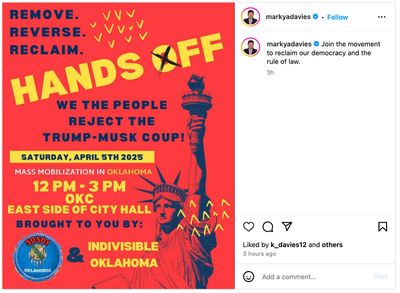 REMOVE.
REVERSE.
RECLAIM.
HANDS OFF
WE THE PEOPLE
REJECT THE
TRUMP-MUSK COUP!
SATURDAY, APRIL 5TH 2025
MASS MOBILIZATION IN OKLAHOMA
12 PM - 3 PM
OKC
EAST SIDE OF CITY HALL
BROUGHT TO YOU BY:
50501
OKLAHOMA
&
INDIVISIBLE
OKLAHOMA
markyadavies • Follow
markyadavies Join the movement
to reclaim our democracy and the
rule of law.
3h
Liked by k_davies12 and others
3 hours ago
Add a comment...
Post